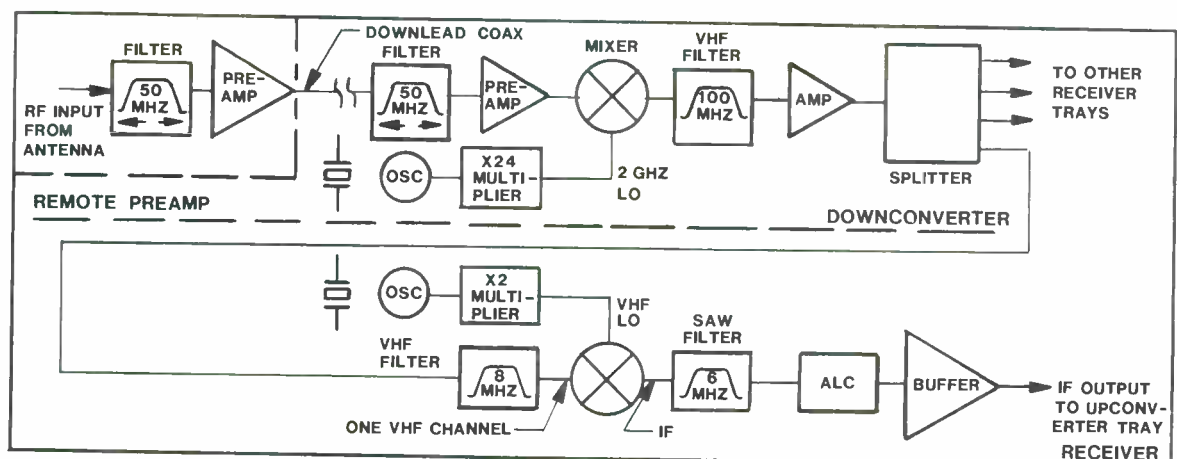 DOWNLEAD COAX
FILTER
50
MHZ
PRE-
AMP
RF INPUT
FROM
ANTENNA
FILTER
50
MHZ
PRE-
AMP
MIXER
VHF
FILTER
100
MHZ
AMP
SPLITTER
TO OTHER
RECEIVER
TRAYS
OSC
X24
MULTI-
PLIER
2 GHZ
LO
REMOTE PREAMP
DOWNCONVERTER
OSC
X2
MULTI-
PLIER
VHF
LO
VHF
FILTER
8
MHZ
SAW
FILTER
6
MHZ
ALC
BUFFER
IF OUTPUT
TO UPCONV-
ERTER TRAY
ONE VHF CHANNEL
IF
RECEIVER